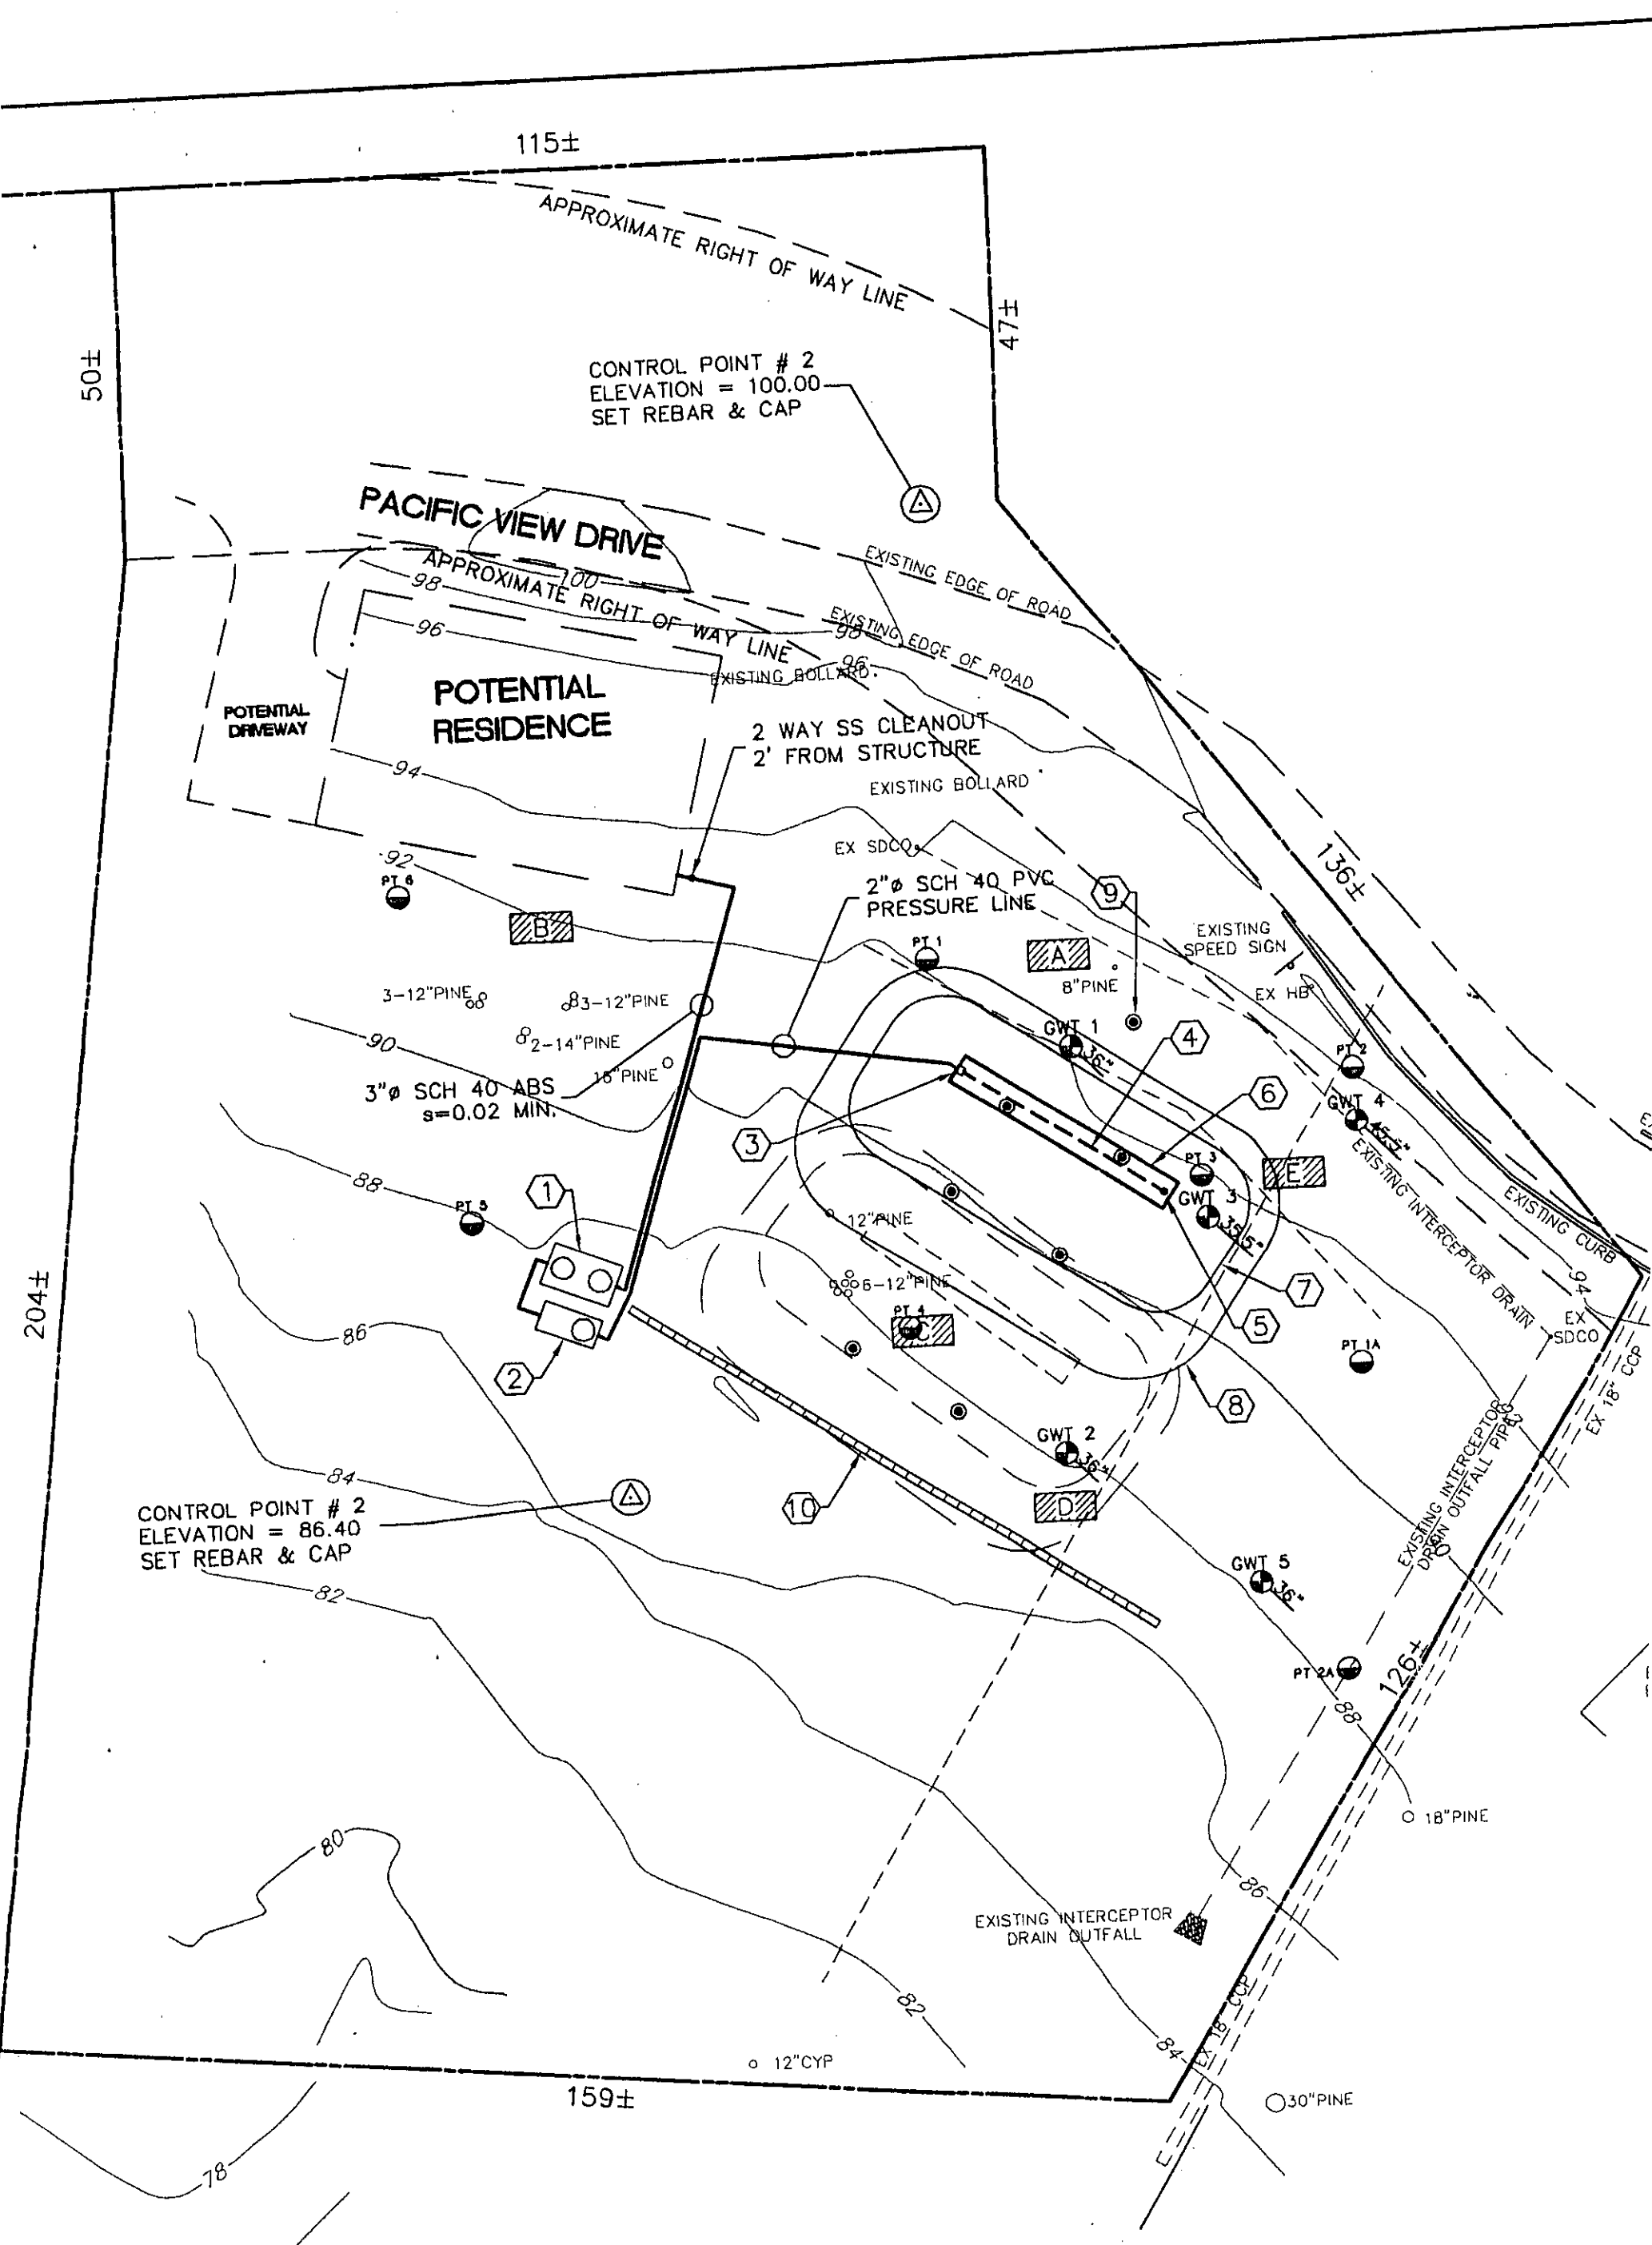 115±
APPROXIMATE RIGHT OF WAY LINE
50±
47±
CONTROL POINT # 2
ELEVATION = 100.00
SET REBAR & CAP
PACIFIC VIEW DRIVE
EXISTING EDGE OF ROAD
APPROXIMATE RIGHT OF WAY LINE
100
98
98
EXISTING EDGE OF ROAD
96
96
EXISTING BOLLARD
POTENTIAL
RESIDENCE
POTENTIAL
DRIVEWAY
2 WAY SS CLEANOUT
2' FROM STRUCTURE
94
EXISTING BOLLARD
EX SDCO
136±
92
PT 6
2"ø SCH 40 PVC
PRESSURE LINE
9
B
PT 1
A
EXISTING
SPEED SIGN
8"PINE
EX HB
3-12"PINE
3-12"PINE
2-14"PINE
GWT 1
36"
4
90
PT 2
3"ø SCH 40 ABS
s=0.02 MIN.
PINE
6
GWT 4
45.5"
3
88
PT 3
E
1
PT 5
GWT 3
35.5"
12"PINE
EXISTING INTERCEPTOR DRAIN
EXISTING CURB
204±
6-12"PINE
7
94
PT 4
C
5
EX
SDCO
86
2
PT 1A
8
EX 18" CCP
GWT 2
36"
84
10
D
EXISTING INTERCEPTOR
DRAIN OUTFALL PIPE
CONTROL POINT # 2
ELEVATION = 86.40
SET REBAR & CAP
82
GWT 5
36"
PT 2A
126±
88
18"PINE
80
86
EXISTING INTERCEPTOR
DRAIN OUTFALL
82
EX 18" CCP
84
12"CYP
159±
30"PINE
78